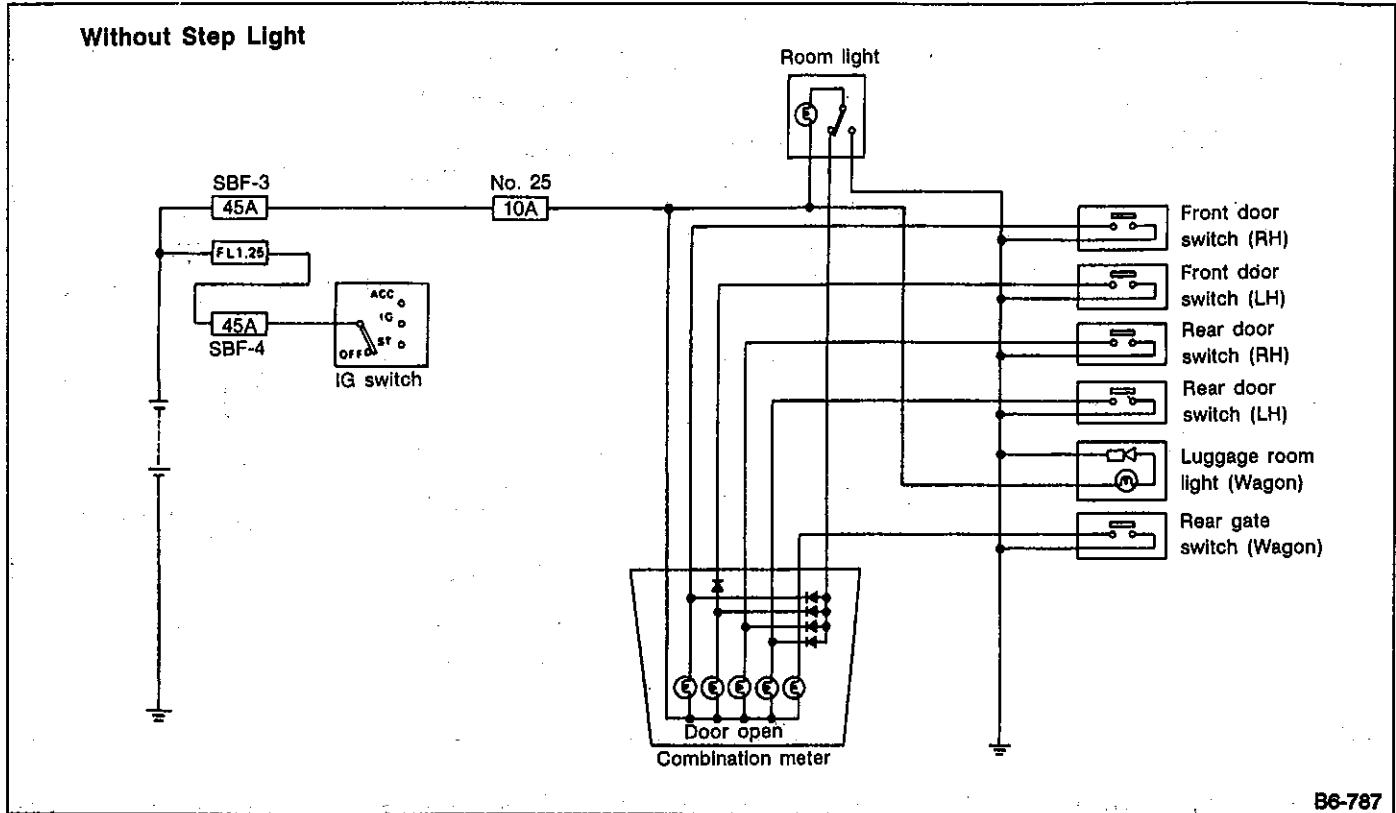 Without Step Light
Room light
SBF-3
45A
No. 25
10A
FL1.25
45A
SBF-4
ACC
IG
ST
OFF
IG switch
Front door
switch (RH)
Front door
switch (LH)
Rear door
switch (RH)
Rear door
switch (LH)
Luggage room
light (Wagon)
Rear gate
switch (Wagon)
Door open
Combination meter
B6-787